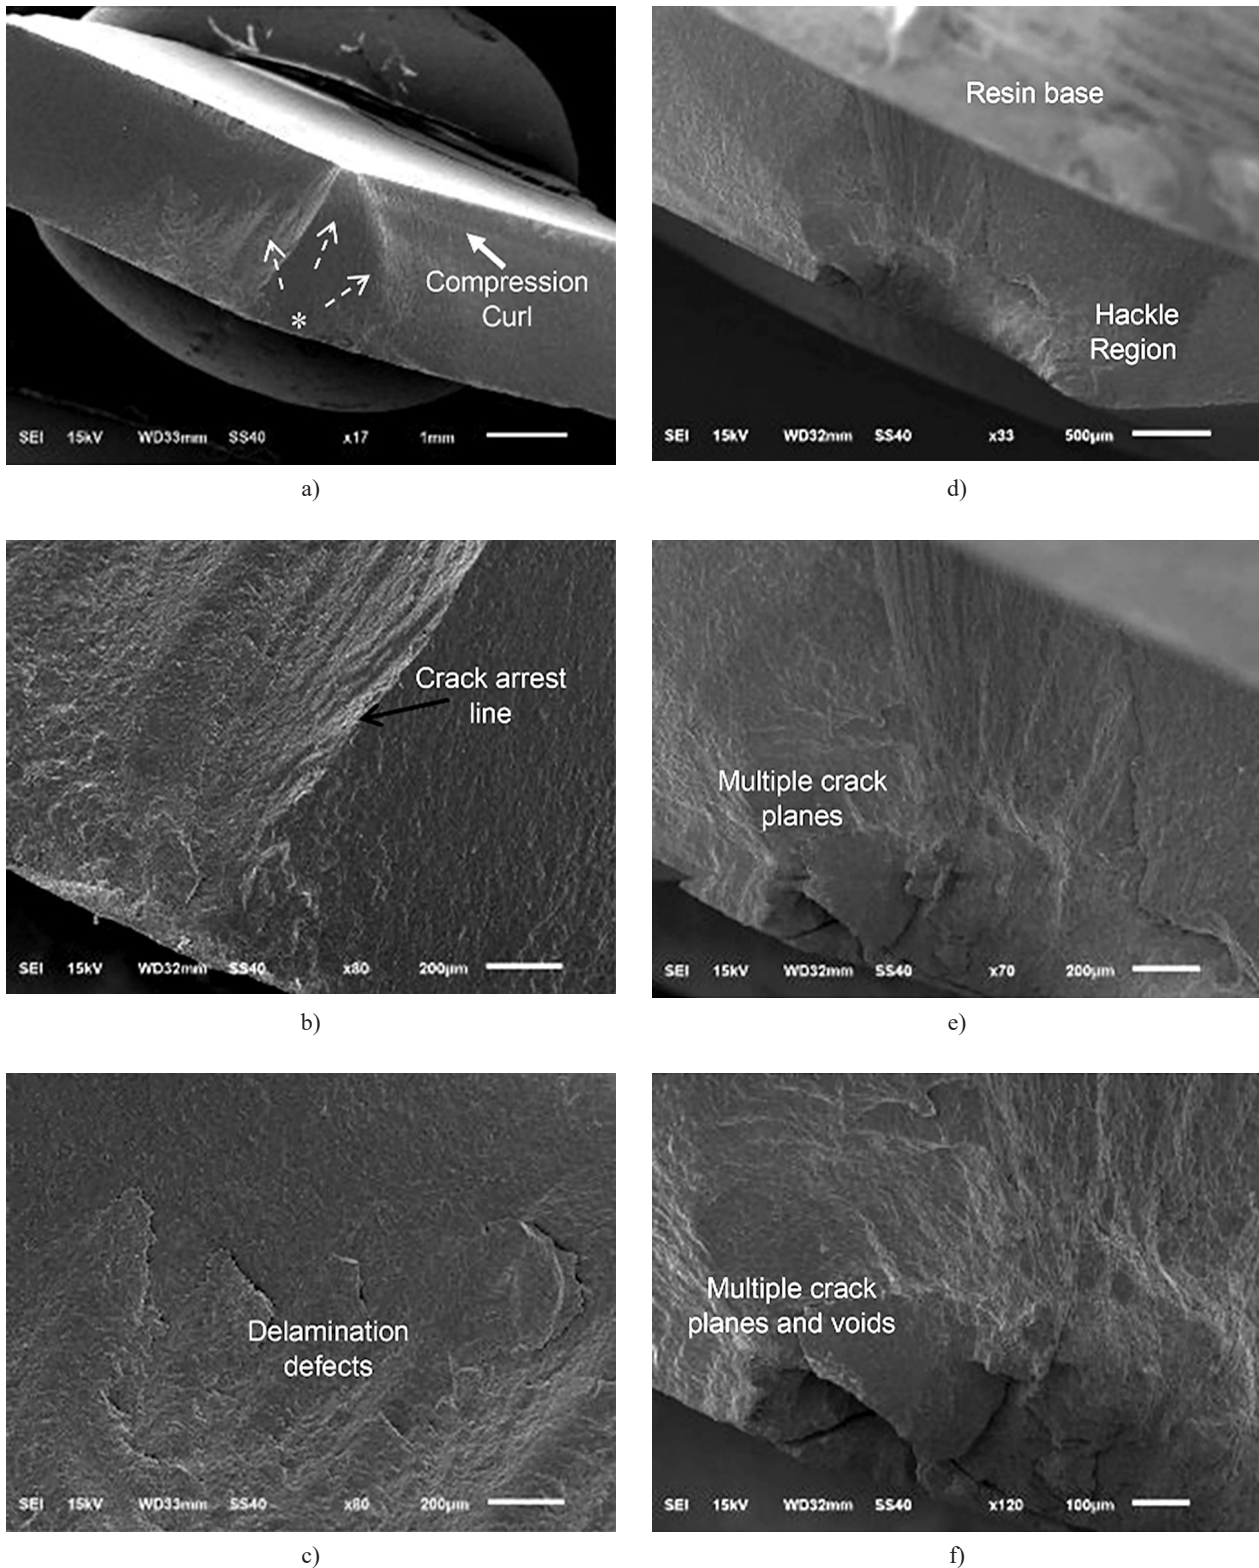 Compression
Curl
*
SEI 15kV WD33mm SS40 x17 1mm
a)
Resin base
Hackle
Region
SEI 15kV WD32mm SS40 x33 500μm
d)
Crack arrest
line
SEI 15kV WD32mm SS40 x80 200μm
b)
Multiple crack
planes
SEI 15kV WD32mm SS40 x70 200μm
e)
Delamination
defects
SEI 15kV WD33mm SS40 x80 200μm
c)
Multiple crack
planes and voids
SEI 15kV WD32mm SS40 x120 100μm
f)